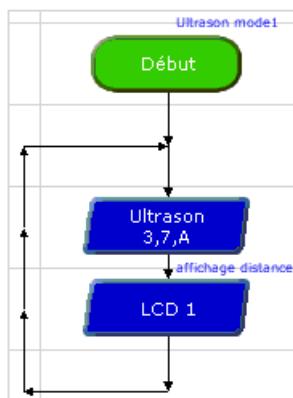 Ultrason mode1
Début
Ultrason
3,7,A
affichage distance
LCD 1